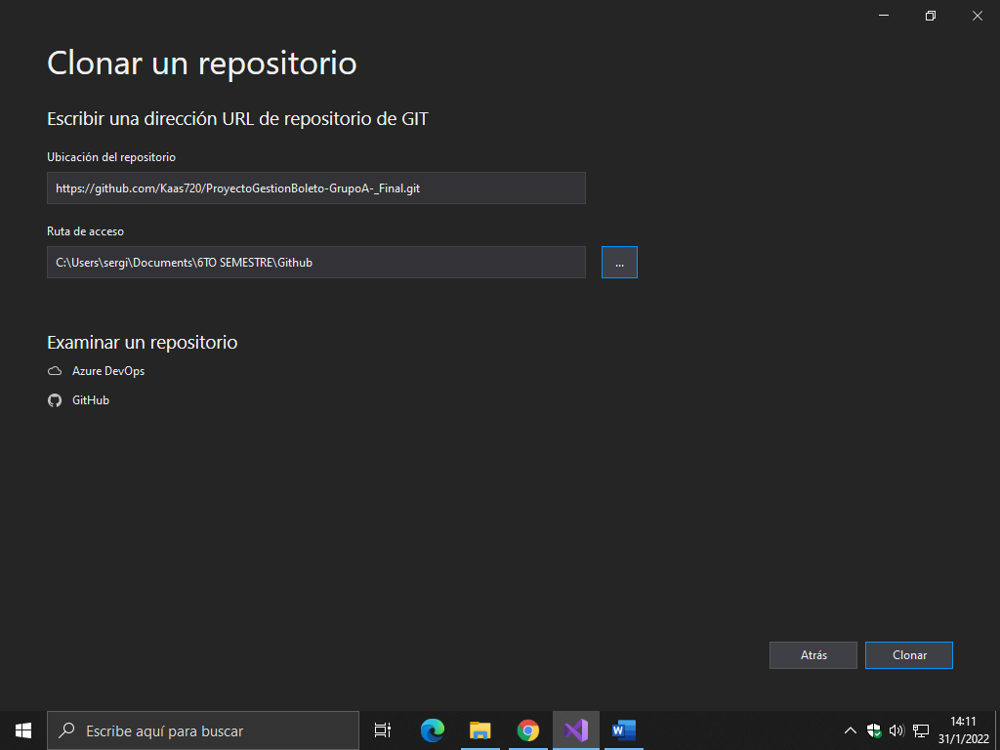 Clonar un repositorio
Escribir una dirección URL de repositorio de GIT
Ubicación del repositorio
https://github.com/Kaas720/ProyectoGestionBoleto-GrupoA-_Final.git
Ruta de acceso
C:\Users\sergi\Documents\6TO SEMESTRE\Github
...
Examinar un repositorio
Azure DevOps
GitHub
Atrás
Clonar
Escribe aquí para buscar
14:11
31/1/2022